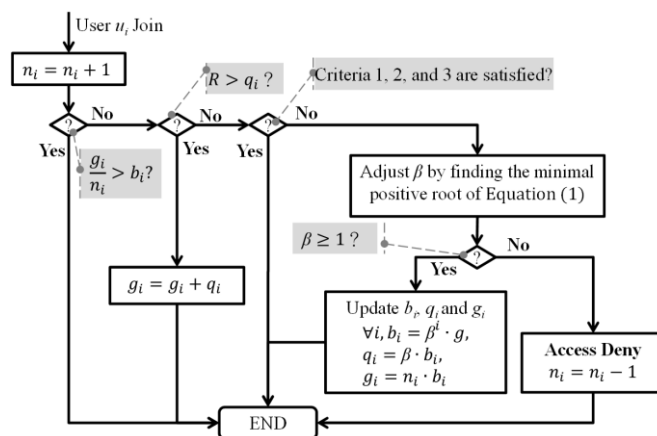 User u_i Join
n_i = n_i + 1
R > q_i ?
Criteria 1, 2, and 3 are satisfied?
?
No
?
No
?
No
Yes
Yes
Yes
g_i/n_i > b_i?
Adjust β by finding the minimal
positive root of Equation (1)
β ≥ 1 ?
?
No
Yes
g_i = g_i + q_i
Update b_i, q_i and g_i
∀i, b_i = β^i · g,
q_i = β · b_i,
g_i = n_i · b_i
Access Deny
n_i = n_i − 1
END